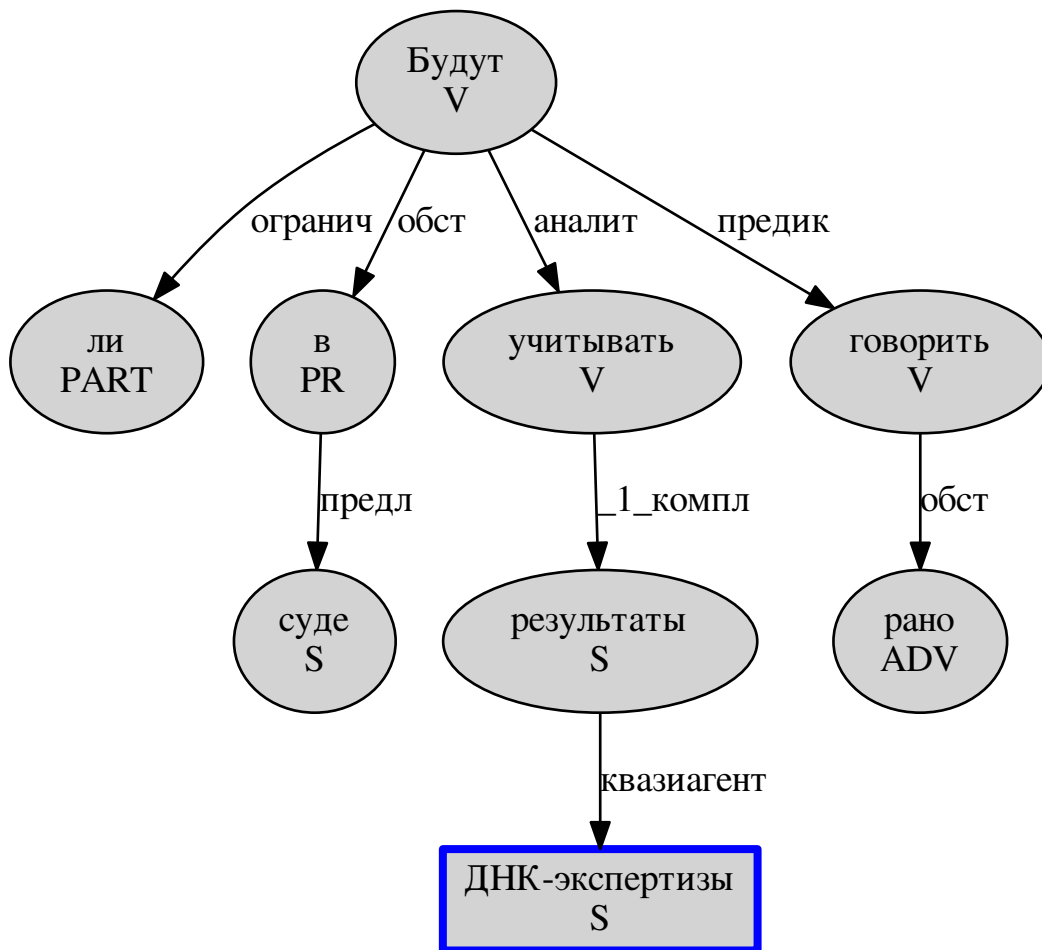 Будут
V
огранич
обст
аналит
предик
ли
PART
в
PR
учитывать
V
говорить
V
предл
_1_компл
обст
суде
S
результаты
S
рано
ADV
квазиагент
ДНК-экспертизы
S